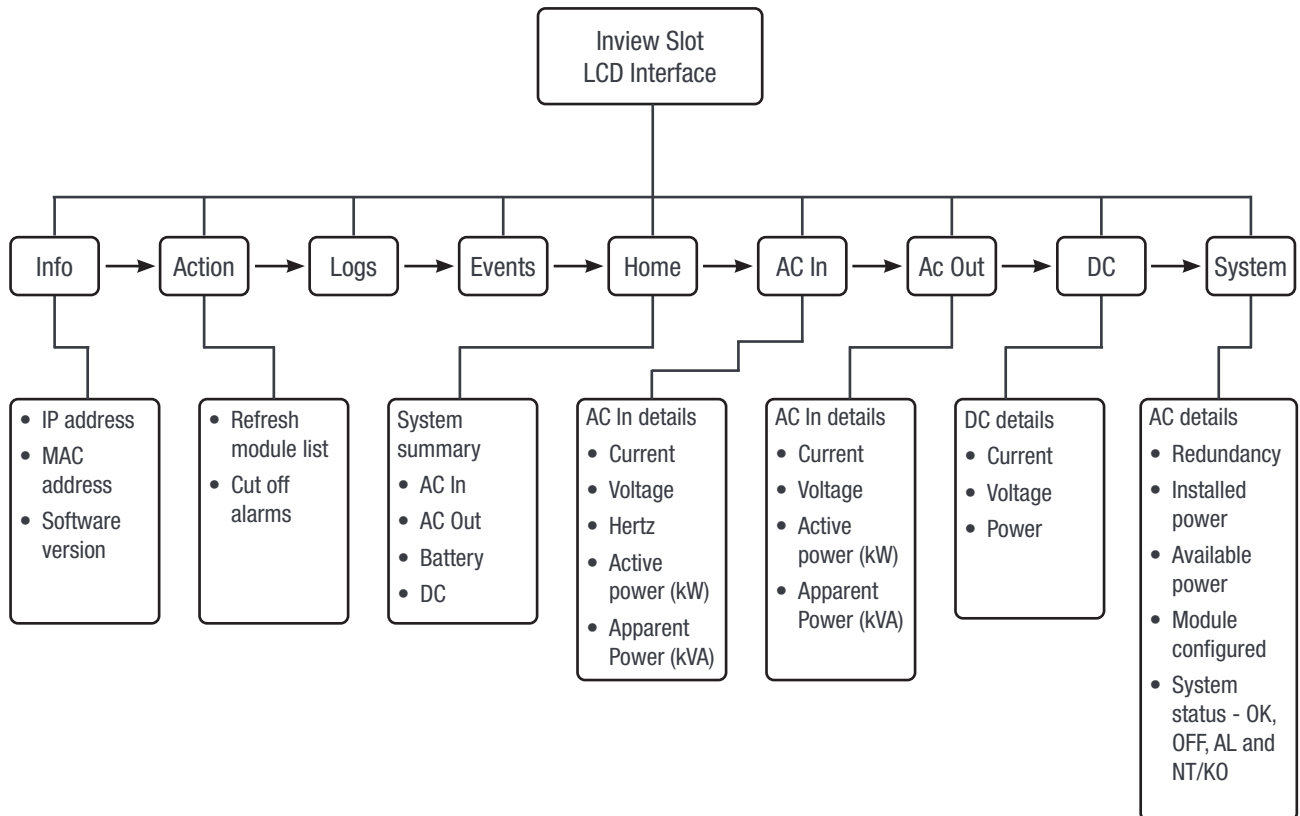 Inview Slot
LCD Interface
Info
Action
Logs
Events
Home
AC In
Ac Out
DC
System
• IP address
• MAC
address
• Software
version
• Refresh
module list
• Cut off
alarms
System
summary
• AC In
• AC Out
• Battery
• DC
AC In details
• Current
• Voltage
• Hertz
• Active
power (kW)
• Apparent
Power (kVA)
AC In details
• Current
• Voltage
• Active
power (kW)
• Apparent
Power (kVA)
DC details
• Current
• Voltage
• Power
AC details
• Redundancy
• Installed
power
• Available
power
• Module
configured
• System
status - OK,
OFF, AL and
NT/KO